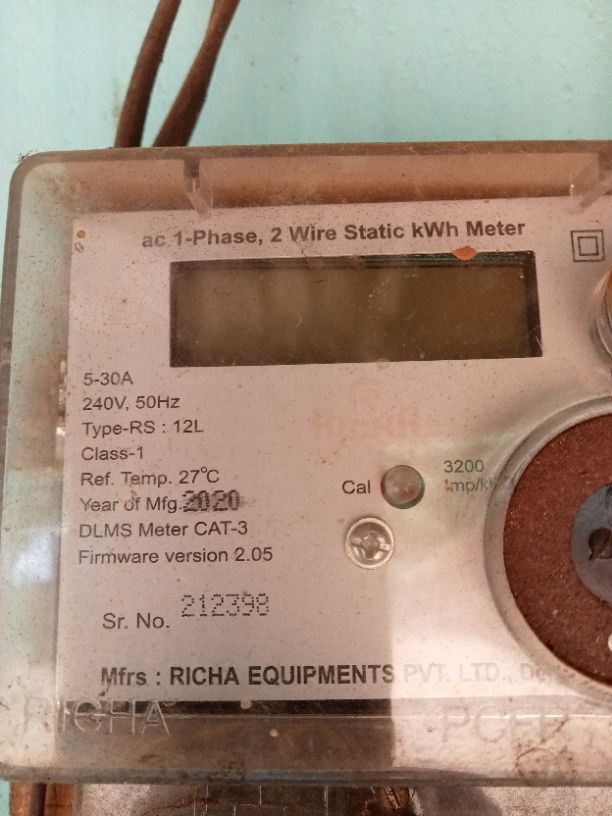 ac 1-Phase, 2 Wire Static kWh Meter
5-30A
240V, 50Hz
Type-RS : 12L
Class-1
Ref. Temp. 27°C
Year of Mfg. 2020
DLMS Meter CAT-3
Firmware version 2.05
Cal
3200
Sr. No. 212398
Mfrs : RICHA EQUIPMENTS PVT. LTD.,
RICHA